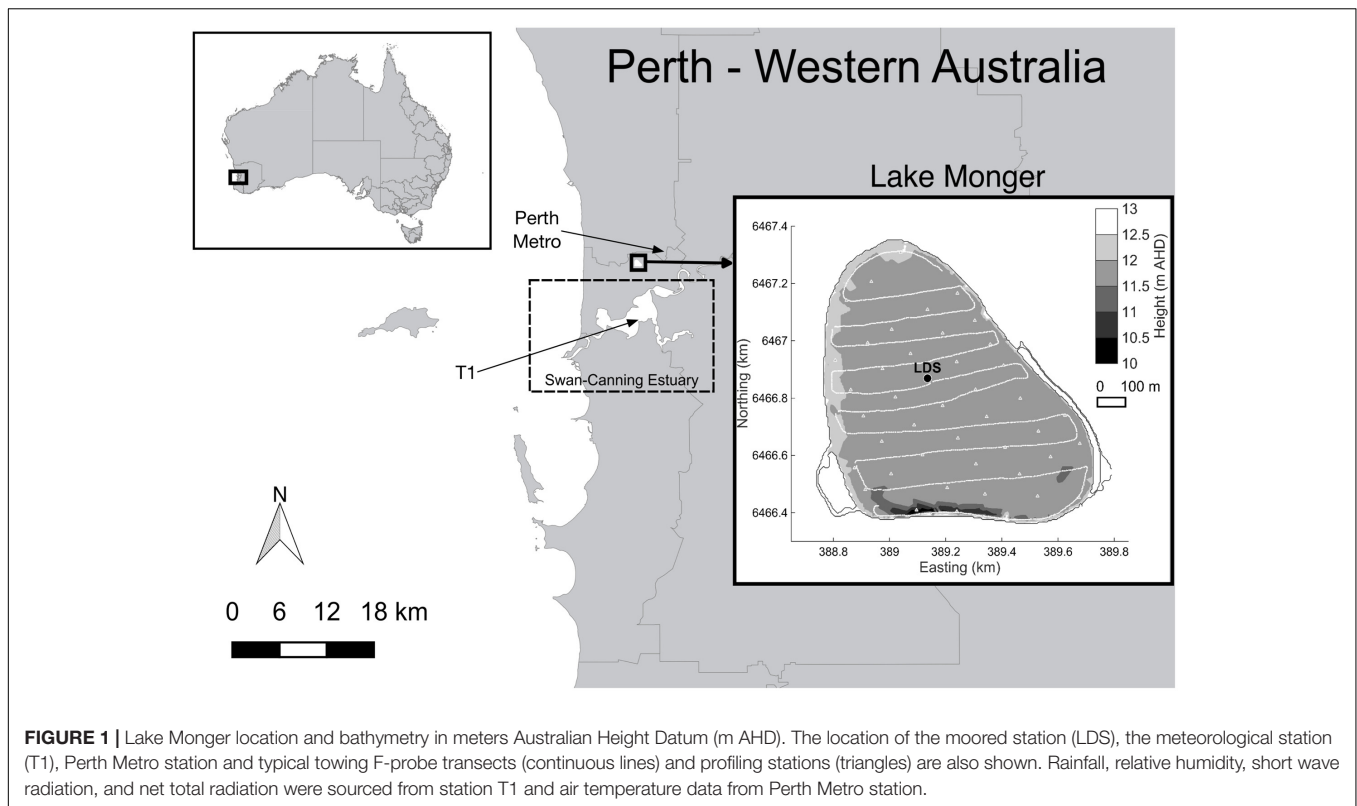 Perth - Western Australia
Perth
Metro
T1
Swan-Canning Estuary
N
0 6 12 18 km
Lake Monger
6467.4
6467.2
6467
6466.8
6466.6
6466.4
Northing (km)
LDS
388.8 389 389.2 389.4 389.6 389.8
Easting (km)
13
12.5
12
11.5
11
10.5
10
Height (m AHD)
0 100 m
FIGURE 1 | Lake Monger location and bathymetry in meters Australian Height Datum (m AHD). The location of the moored station (LDS), the meteorological station
(T1), Perth Metro station and typical towing F-probe transects (continuous lines) and profiling stations (triangles) are also shown. Rainfall, relative humidity, short wave
radiation, and net total radiation were sourced from station T1 and air temperature data from Perth Metro station.